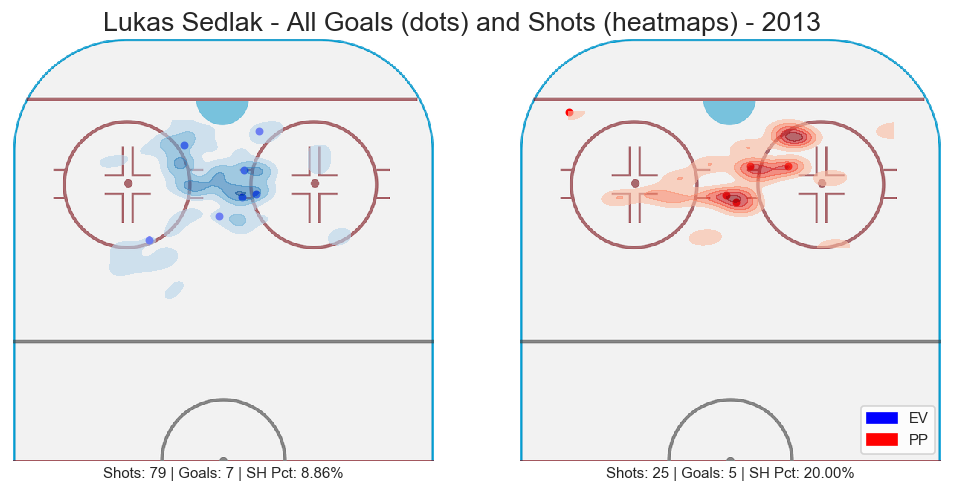 Lukas Sedlak - All Goals (dots) and Shots (heatmaps) - 2013
EV
PP
Shots: 79 | Goals: 7 | SH Pct: 8.86%
Shots: 25 | Goals: 5 | SH Pct: 20.00%